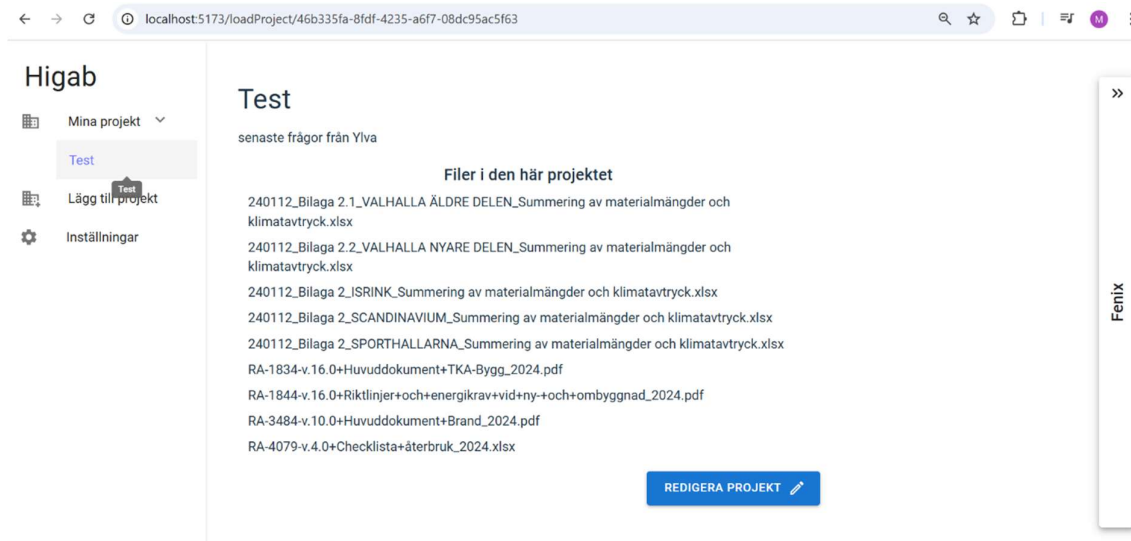 localhost:5173/loadProject/46b335fa-8fdf-4235-a6f7-08dc95ac5f63
M
Higab
Mina projekt
Test
Test
Lägg till projekt
Inställningar
Test
senaste frågor från Ylva
Filer i den här projektet
240112_Bilaga 2.1_VALHALLA ÄLDRE DELEN_Summering av materialmängder och
klimatavtryck.xlsx
240112_Bilaga 2.2_VALHALLA NYARE DELEN_Summering av materialmängder och
klimatavtryck.xlsx
240112_Bilaga 2_ISRINK_Summering av materialmängder och klimatavtryck.xlsx
240112_Bilaga 2_SCANDINAVIUM_Summering av materialmängder och klimatavtryck.xlsx
240112_Bilaga 2_SPORTHALLARNA_Summering av materialmängder och klimatavtryck.xlsx
RA-1834-v.16.0+Huvuddokument+TKA-Bygg_2024.pdf
RA-1844-v.16.0+Riktlinjer+och+energikrav+vid+ny-+och+ombyggnad_2024.pdf
RA-3484-v.10.0+Huvuddokument+Brand_2024.pdf
RA-4079-v.4.0+Checklista+återbruk_2024.xlsx
REDIGERA PROJEKT
Fenix